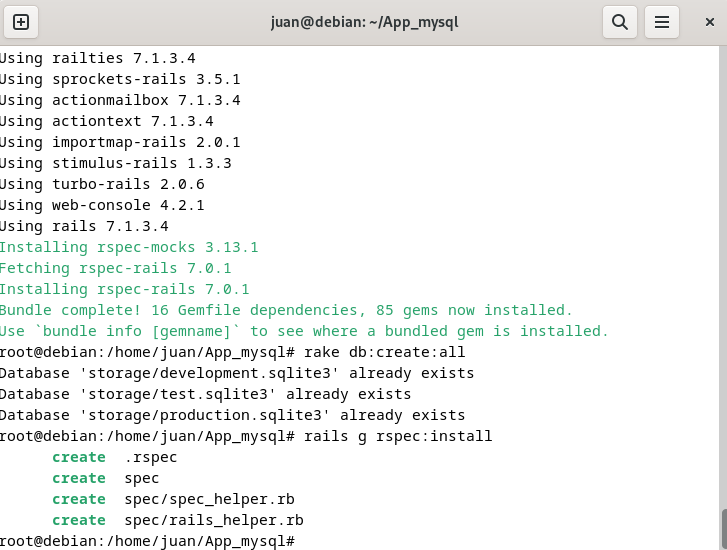 juan@debian: ~/App_mysql
Using railties 7.1.3.4
Using sprockets-rails 3.5.1
Using actionmailbox 7.1.3.4
Using actiontext 7.1.3.4
Using importmap-rails 2.0.1
Using stimulus-rails 1.3.3
Using turbo-rails 2.0.6
Using web-console 4.2.1
Using rails 7.1.3.4
Installing rspec-mocks 3.13.1
Fetching rspec-rails 7.0.1
Installing rspec-rails 7.0.1
Bundle complete! 16 Gemfile dependencies, 85 gems now installed.
Use `bundle info [gemname]` to see where a bundled gem is installed.
root@debian:/home/juan/App_mysql# rake db:create:all
Database 'storage/development.sqlite3' already exists
Database 'storage/test.sqlite3' already exists
Database 'storage/production.sqlite3' already exists
root@debian:/home/juan/App_mysql# rails g rspec:install
      create  .rspec
      create  spec
      create  spec/spec_helper.rb
      create  spec/rails_helper.rb
root@debian:/home/juan/App_mysql#